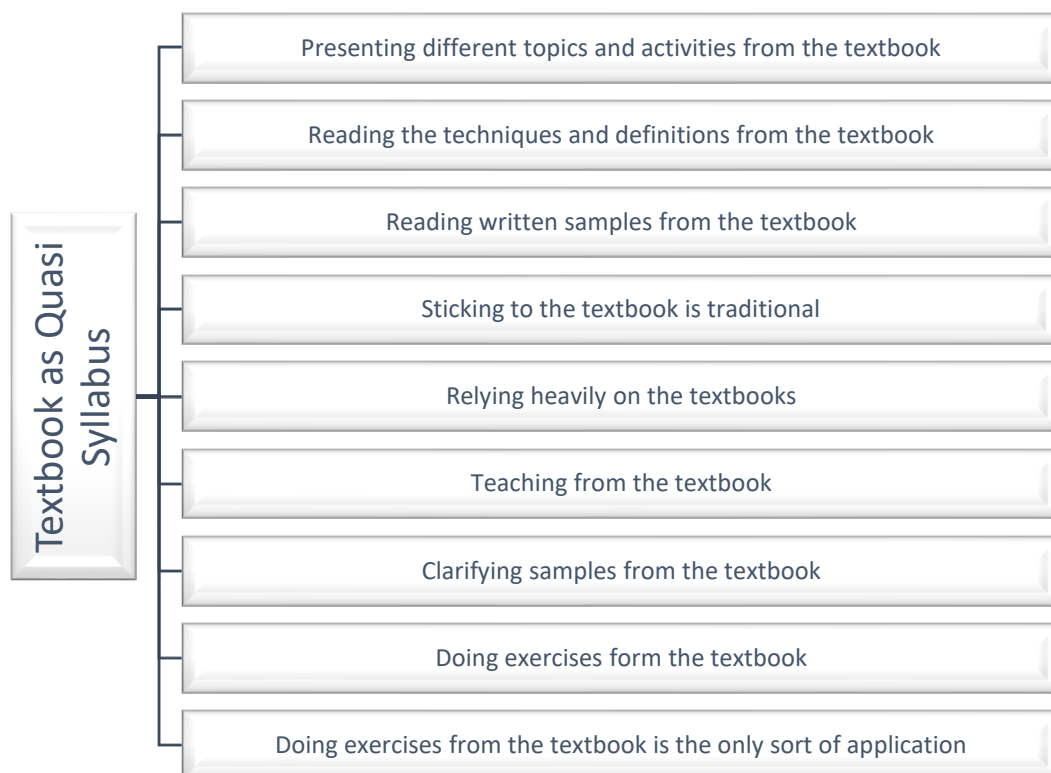 Textbook as Quasi
Syllabus
Presenting different topics and activities from the textbook
Reading the techniques and definitions from the textbook
Reading written samples from the textbook
Sticking to the textbook is traditional
Relying heavily on the textbooks
Teaching from the textbook
Clarifying samples from the textbook
Doing exercises form the textbook
Doing exercises from the textbook is the only sort of application